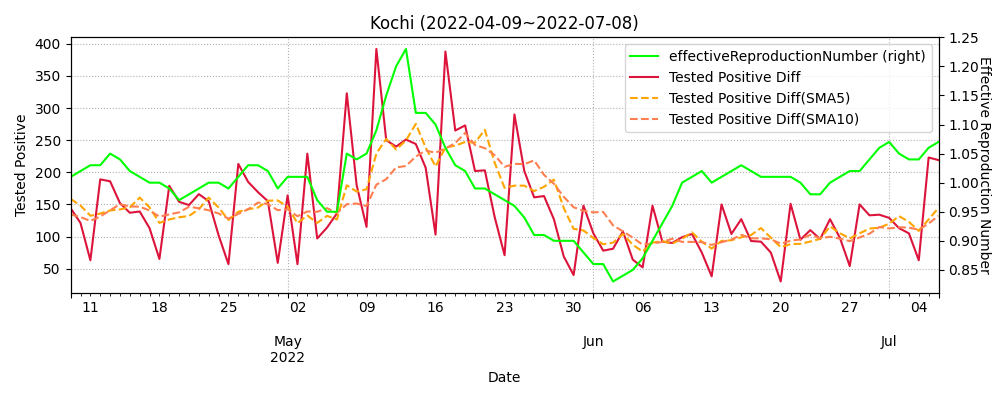 Kochi (2022-04-09~2022-07-08)
effectiveReproductionNumber (right)
Tested Positive Diff
Tested Positive Diff(SMA5)
Tested Positive Diff(SMA10)
Tested Positive
400
350
300
250
200
150
100
50
1.25
1.20
1.15
1.10
1.05
1.00
0.95
0.90
0.85
Effective Reproduction Number
11 18 25 02 09 16 23 30 06 13 20 27 04
May Jun Jul
2022
Date